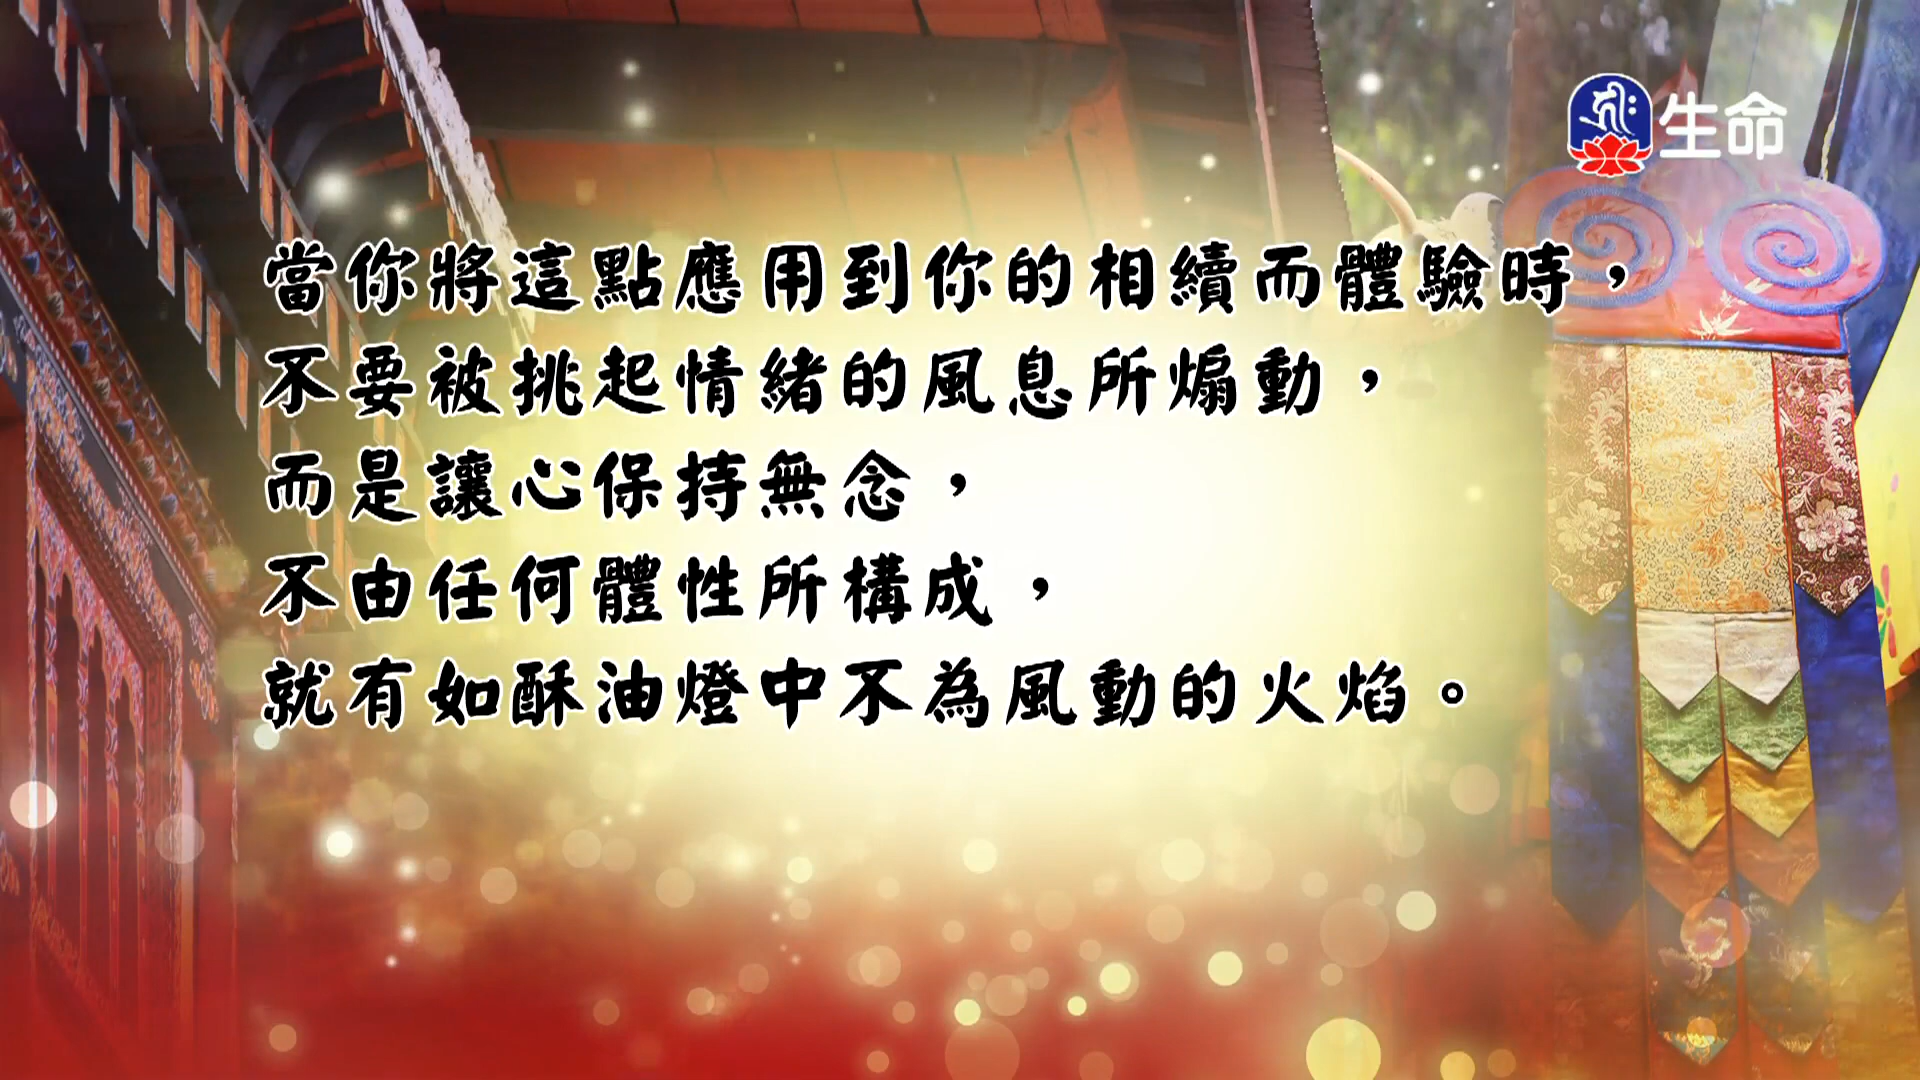 生命
當你將這點應用到你的相續而體驗時，
不要被挑起情緒的風息所煽動，
而是讓心保持無念，
不由任何體性所構成，
就有如酥油燈中不為風動的火焰。